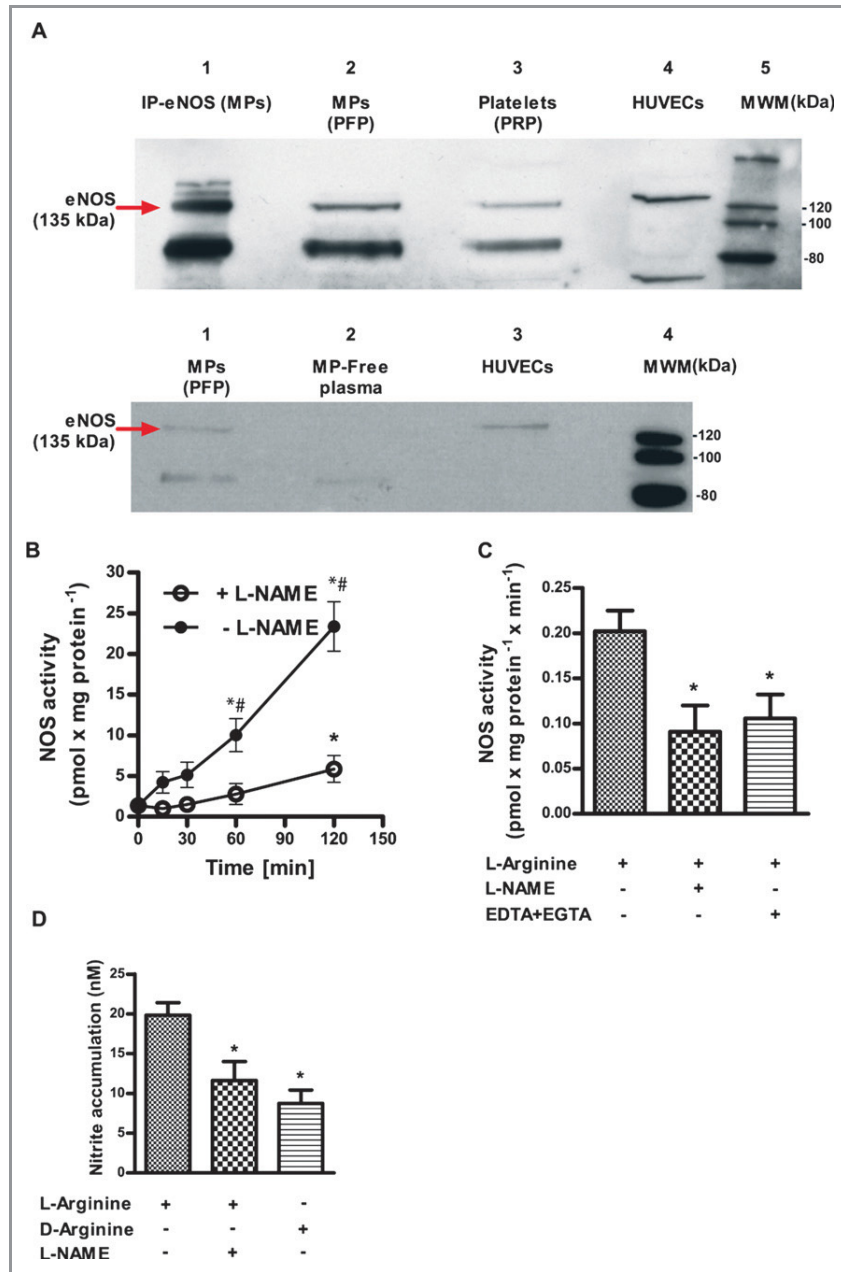 A
1 2 3 4 5
IP-eNOS (MPs) MPs Platelets HUVECs MWM(kDa)
(PFP) (PRP)
eNOS
(135 kDa)
- 120
- 100
-80
1 2 3 4
MPs MP-Free HUVECs MWM(kDa)
(PFP) plasma
eNOS
(135 kDa)
-120
-100
-80
B
NOS activity
(pmol x mg protein⁻¹)
30
25
20
15
10
5
0
+ L-NAME
- L-NAME
*#
*#
*
0 30 60 90 120 150
Time [min]
C
NOS activity
(pmol x mg protein⁻¹ x min⁻¹)
0.25
0.20
0.15
0.10
0.05
0.00
* *
L-Arginine + + +
L-NAME - + -
EDTA+EGTA - - +
D
Nitrite accumulation (nM)
25
20
15
10
5
0
* *
L-Arginine + + -
D-Arginine - - +
L-NAME - + -